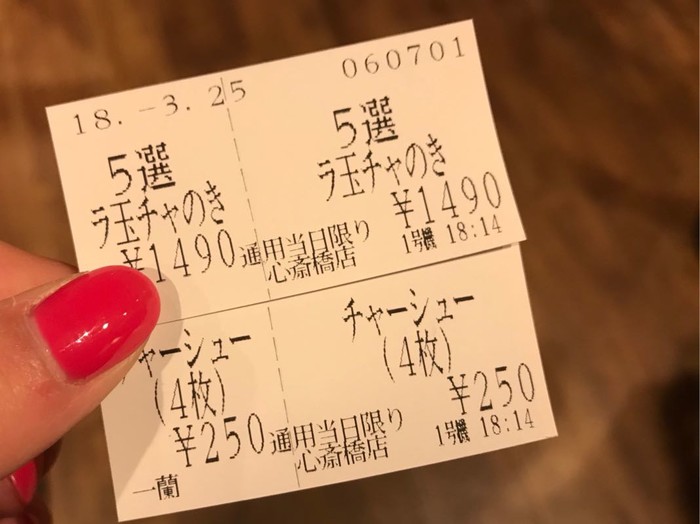 18.-3.25
060701
5選
ラ玉チャのき
¥1490
5選
ラ玉チャのき
¥1490
通用当日限り
心斎橋店
1号機 18:14
ャーシュー
(4枚)
¥250
一蘭
チャーシュー
(4枚)
¥250
通用当日限り
心斎橋店
1号機 18:14